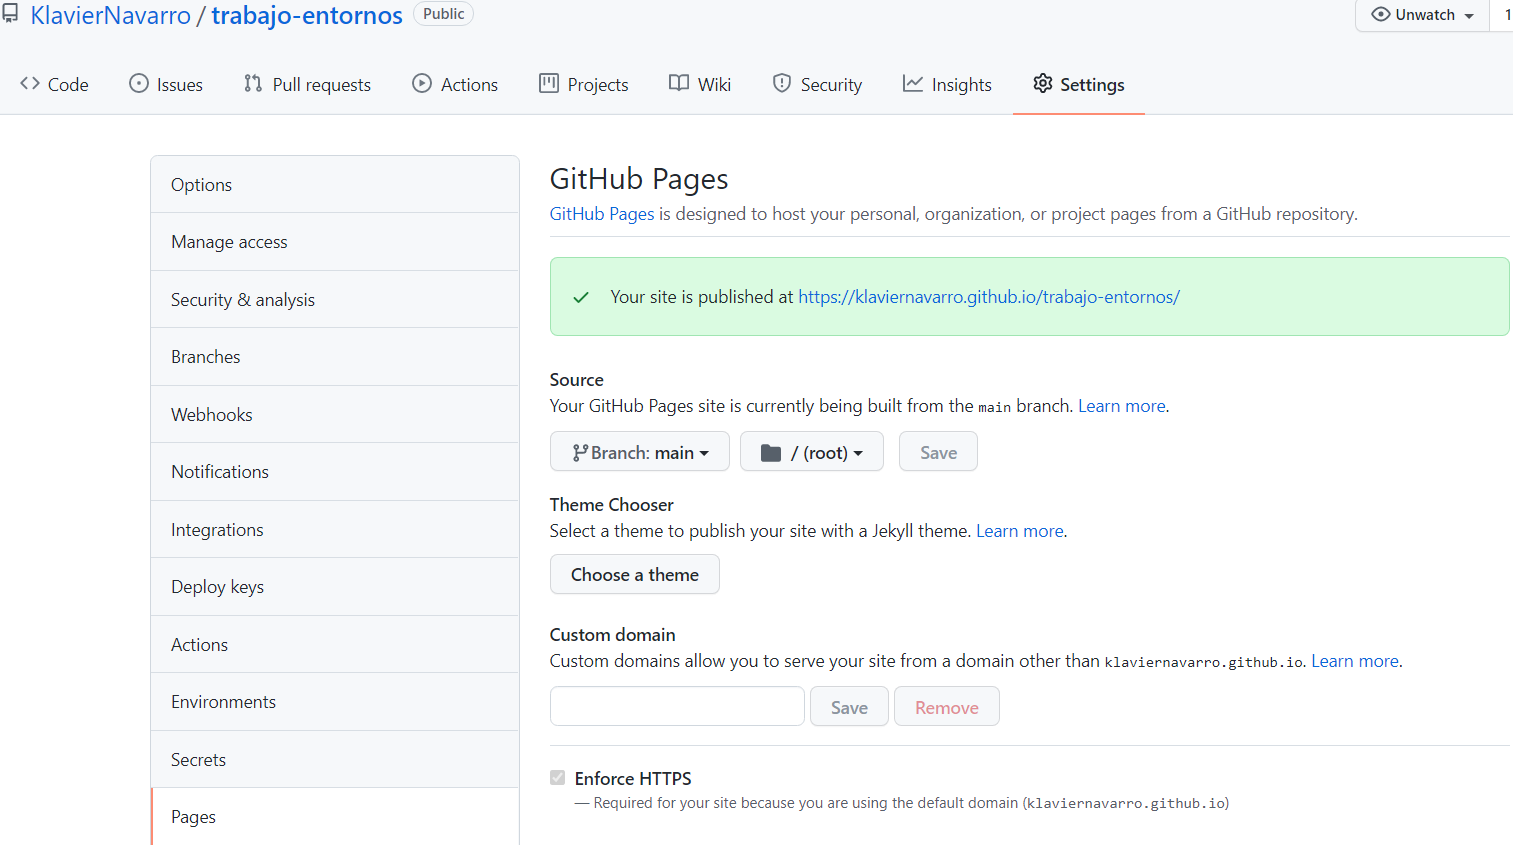 KlavierNavarro / trabajo-entornos Public
Unwatch 1
Code Issues Pull requests Actions Projects Wiki Security Insights Settings
Options
Manage access
Security & analysis
Branches
Webhooks
Notifications
Integrations
Deploy keys
Actions
Environments
Secrets
Pages
GitHub Pages
GitHub Pages is designed to host your personal, organization, or project pages from a GitHub repository.
Your site is published at https://klaviernavarro.github.io/trabajo-entornos/
Source
Your GitHub Pages site is currently being built from the main branch. Learn more.
Branch: main / (root) Save
Theme Chooser
Select a theme to publish your site with a Jekyll theme. Learn more.
Choose a theme
Custom domain
Custom domains allow you to serve your site from a domain other than klaviernavarro.github.io. Learn more.
Save Remove
Enforce HTTPS
— Required for your site because you are using the default domain (klaviernavarro.github.io)